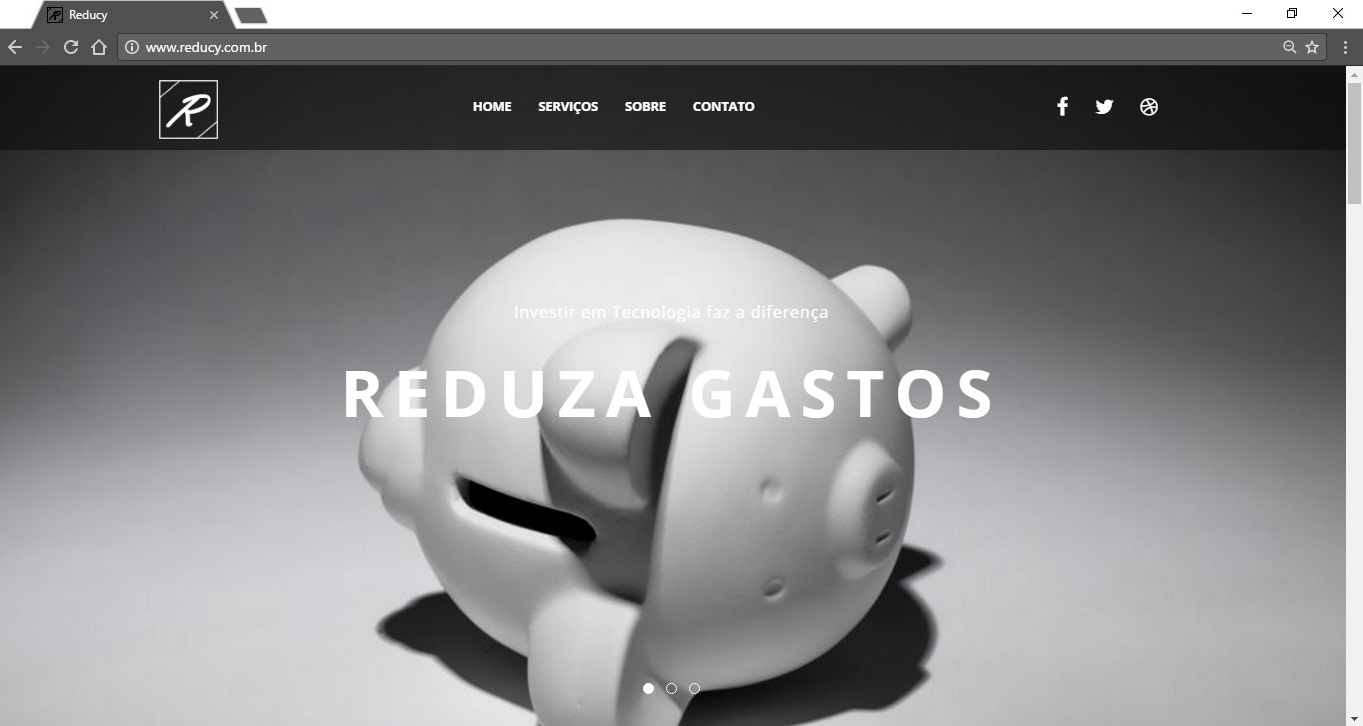 Reducy
www.reducy.com.br
R
HOME SERVIÇOS SOBRE CONTATO
Investir em Tecnologia faz a diferença
REDUZA GASTOS